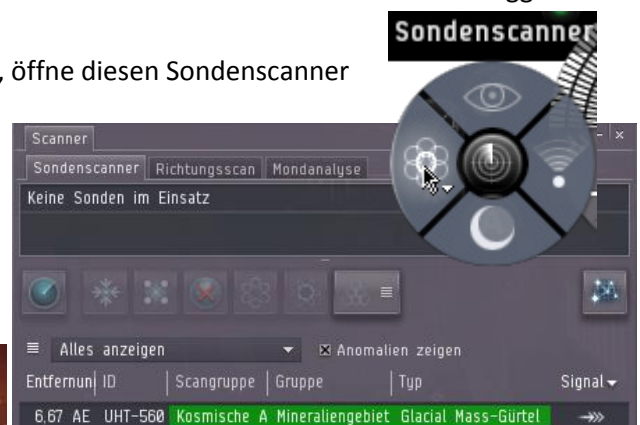 Sondenscanner
, öffne diesen Sondenscanner
Scanner
Sondenscanner Richtungsscan Mondanalyse
Keine Sonden im Einsatz
Alles anzeigen Anomalien zeigen
Entfernun ID Scangruppe Gruppe Typ Signal
6,67 AE UHT-560 Kosmische A Mineraliengebiet Glacial Mass-Gürtel